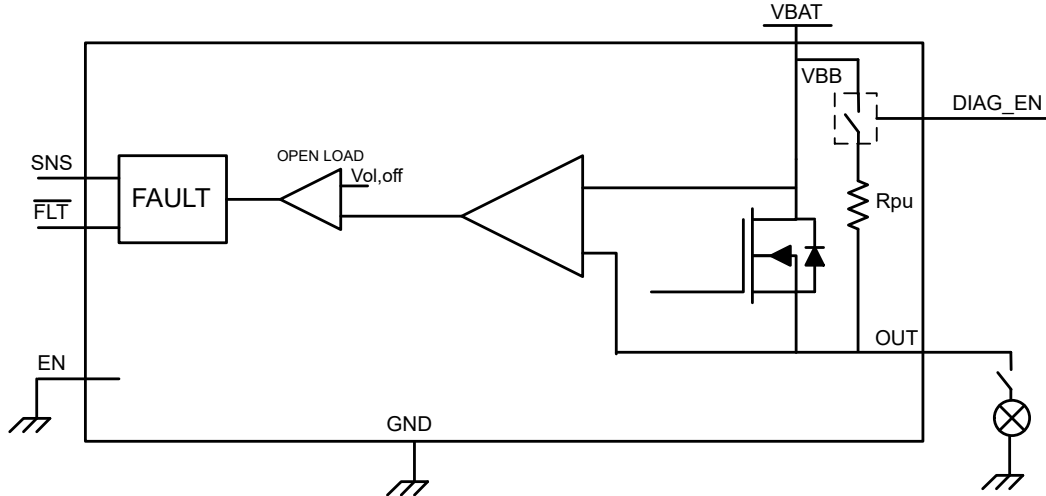 VBAT
VBB
DIAG_EN
OPEN LOAD
SNS
Vol,off
FAULT
Rpu
FLT
OUT
EN
GND